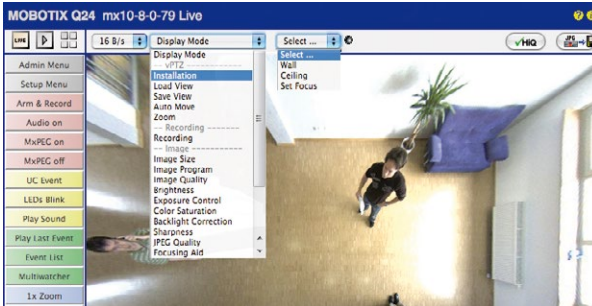 MOBOTIX Q24 mx10-8-0-79 Live
LIVE
16 B/s
Display Mode
Select ...
√HiQ
JPG
Display Mode
-- vPTZ --------
Installation
Load View
Save View
Auto Move
Zoom
-- Recording -------
Recording
-- Image -----------
Image Size
Image Program
Image Quality
Brightness
Exposure Control
Color Saturation
Backlight Correction
Sharpness
JPEG Quality
Focusing Aid
Select ...
Wall
Ceiling
Set Focus
Admin Menu
Setup Menu
Arm & Record
Audio on
MxPEG on
MxPEG off
UC Event
LEDs Blink
Play Sound
Play Last Event
Event List
Multiwatcher
1x Zoom